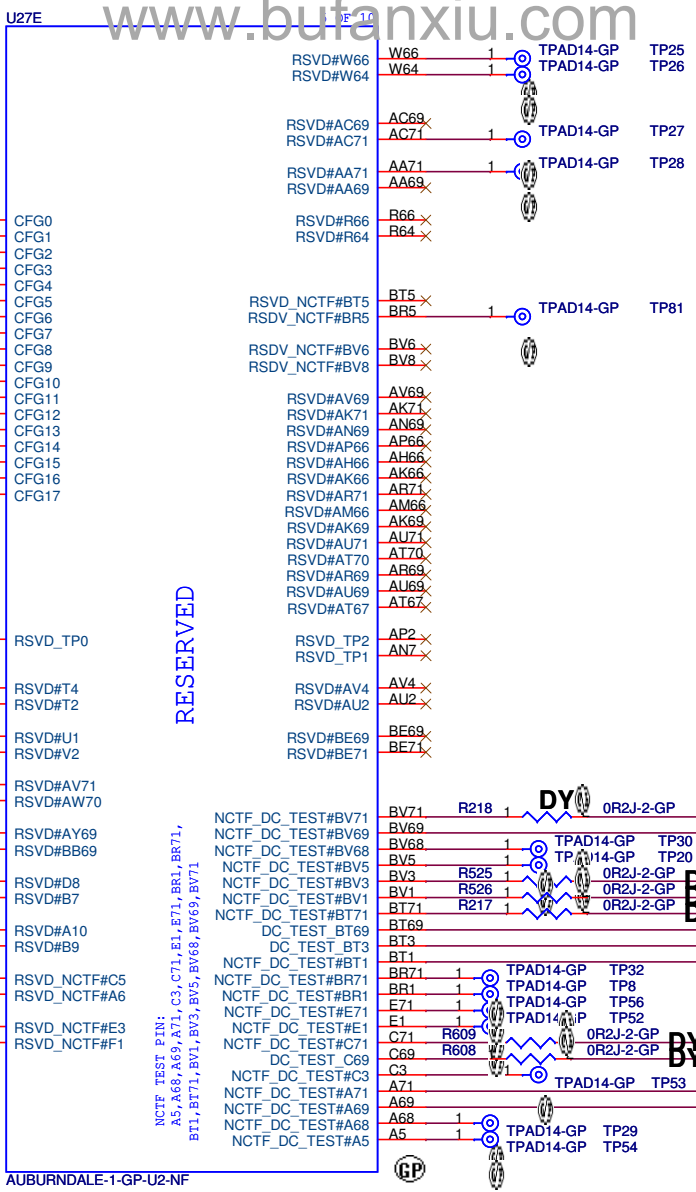 www.bufanxiu.com
U27E
RSVD#W66 W66 1 TPAD14-GP TP25
RSVD#W64 W64 1 TPAD14-GP TP26
RSVD#AC69 AC69
RSVD#AC71 AC71 1 TPAD14-GP TP27
RSVD#AA71 AA71 1 TPAD14-GP TP28
RSVD#AA69 AA69
CFG0 RSVD#R66 R66
CFG1 RSVD#R64 R64
CFG2
CFG3
CFG4
CFG5 RSVD_NCTF#BT5 BT5
CFG6 RSDV_NCTF#BR5 BR5 1 TPAD14-GP TP81
CFG7
CFG8 RSDV_NCTF#BV6 BV6
CFG9 RSDV_NCTF#BV8 BV8
CFG10
CFG11 RSVD#AV69 AV69
CFG12 RSVD#AK71 AK71
CFG13 RSVD#AN69 AN69
CFG14 RSVD#AP66 AP66
CFG15 RSVD#AH66 AH66
CFG16 RSVD#AK66 AK66
CFG17 RSVD#AR71 AR71
RSVD#AM66 AM66
RSVD#AK69 AK69
RSVD#AU71 AU71
RSVD#AT70 AT70
RSVD#AR69 AR69
RSVD#AU69 AU69
RSVD#AT67 AT67
RESERVED
RSVD_TP0 RSVD_TP2 AP2
RSVD_TP1 AN7
RSVD#T4 RSVD#AV4 AV4
RSVD#T2 RSVD#AU2 AU2
RSVD#U1 RSVD#BE69 BE69
RSVD#V2 RSVD#BE71 BE71
RSVD#AV71
RSVD#AW70
NCTF_DC_TEST#BV71 BV71 R218 1 DY 0R2J-2-GP
RSVD#AY69 BV69
RSVD#BB69 NCTF_DC_TEST#BV68 BV68 1 TPAD14-GP TP30
NCTF_DC_TEST#BV5 BV5 1 14-GP TP20
RSVD#D8 NCTF_DC_TEST#BV3 BV3 R525 1 0R2J-2-GP
RSVD#B7 NCTF_DC_TEST#BV1 BV1 R526 1 0R2J-2-GP
NCTF_DC_TEST#BT71 BT71 R217 1 0R2J-2-GP
RSVD#A10 DC_TEST_BT69 BT69
RSVD#B9 DC_TEST_BT3 BT3
NCTF_DC_TEST#BT1 BT1
RSVD_NCTF#C5 NCTF_DC_TEST#BR71 BR71 1 TPAD14-GP TP32
RSVD_NCTF#A6 NCTF_DC_TEST#BR1 BR1 1 TPAD14-GP TP8
NCTF_DC_TEST#E71 E71 1 TPAD14-GP TP56
RSVD_NCTF#E3 NCTF_DC_TEST#E1 E1 1 TP52
RSVD_NCTF#F1 NCTF_DC_TEST#C71 C71 R609 1 0R2J-2-GP DY
DC_TEST_C69 C69 R608 1 0R2J-2-GP DY
NCTF_DC_TEST#C3 C3 1 TPAD14-GP TP53
NCTF_DC_TEST#A71 A71
NCTF_DC_TEST#A69 A69
NCTF_DC_TEST#A68 A68 1 TPAD14-GP TP29
NCTF_DC_TEST#A5 A5 1 TPAD14-GP TP54
NCTF TEST PIN:
A5,A68,A69,A71,C3,C71,E1,E71,BR1,BR71,
BT1,BT71,BV1,BV3,BV5,BV68,BV69,BV71
GP
AUBURNDALE-1-GP-U2-NF